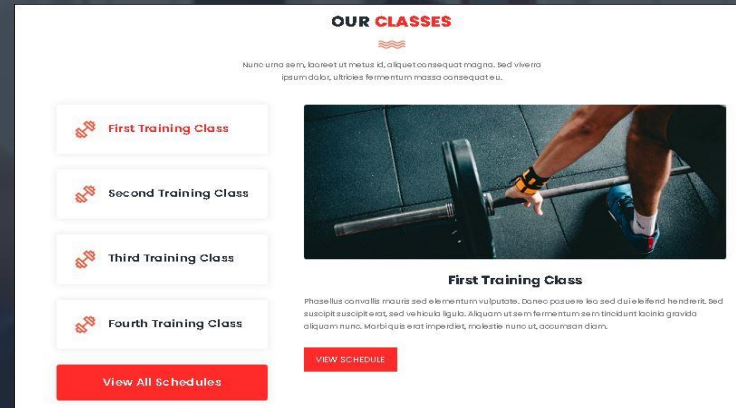 OUR CLASSES
Nunc urna sem, laoreet ut metus id, aliquet consequat magna. Sed viverra
ipsum dolor, ultricies fermentum massa consequat eu.
First Training Class
Second Training Class
Third Training Class
Fourth Training Class
View All Schedules
First Training Class
Phasellus convallis mauris sed elementum vulputate. Donec posuere leo sed dui eleifend hendrerit. Sed
suscipit suscipit erat, sed vehicula ligula. Aliquam ut sem fermentum sem tincidunt lacinia gravida
aliquam nunc. Morbi quis erat imperdiet, molestie nunc ut, accumsan diam.
VIEW SCHEDULE